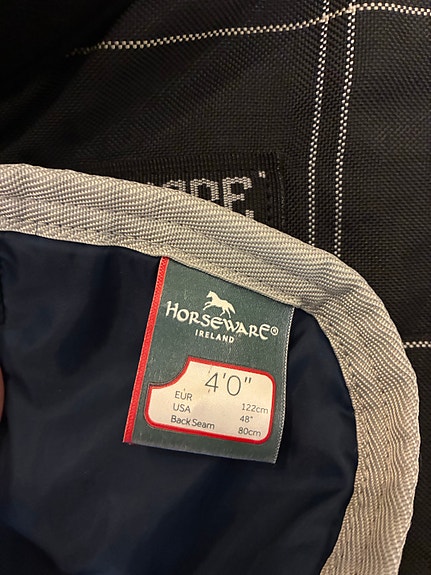 HORSEWARE®
IRELAND
4'0"
EUR 122cm
USA 48"
Back Seam 80cm